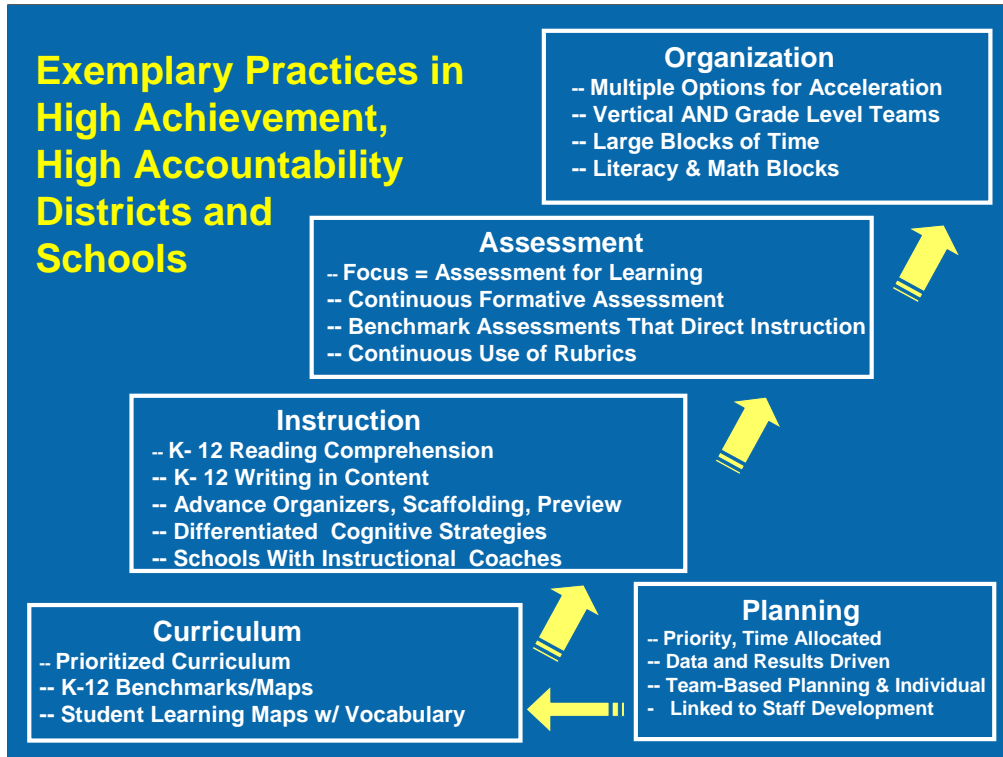 Exemplary Practices in
High Achievement,
High Accountability
Districts and
Schools
Organization
-- Multiple Options for Acceleration
-- Vertical AND Grade Level Teams
-- Large Blocks of Time
-- Literacy & Math Blocks
Assessment
-- Focus = Assessment for Learning
-- Continuous Formative Assessment
-- Benchmark Assessments That Direct Instruction
-- Continuous Use of Rubrics
Instruction
-- K- 12 Reading Comprehension
-- K- 12 Writing in Content
-- Advance Organizers, Scaffolding, Preview
-- Differentiated Cognitive Strategies
-- Schools With Instructional Coaches
Curriculum
-- Prioritized Curriculum
-- K-12 Benchmarks/Maps
-- Student Learning Maps w/ Vocabulary
Planning
-- Priority, Time Allocated
-- Data and Results Driven
-- Team-Based Planning & Individual
- Linked to Staff Development